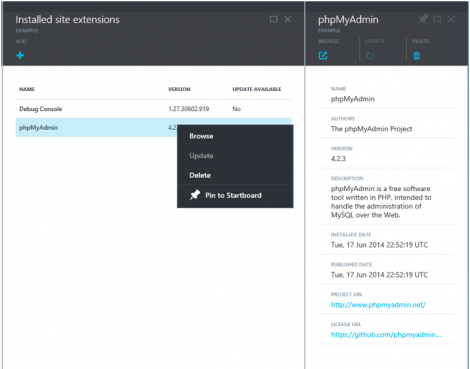 Installed site extensions
EXAMPLE
ADD
NAME VERSION UPDATE AVAILABLE
Debug Console 1.27.30602.919 No
phpMyAdmin 4.2
Browse
Update
Delete
Pin to Startboard
phpMyAdmin
EXAMPLE
BROWSE UPDATE DELETE
NAME
phpMyAdmin
AUTHORS
The phpMyAdmin Project
VERSION
4.2.3
DESCRIPTION
phpMyAdmin is a free software
tool written in PHP, intended to
handle the administration of
MySQL over the Web.
INSTALLED DATE
Tue, 17 Jun 2014 22:52:19 UTC
PUBLISHED DATE
Tue, 17 Jun 2014 22:52:19 UTC
PROJECT URL
http://www.phpmyadmin.net/
LICENSE URL
https://github.com/phpmyadmin...